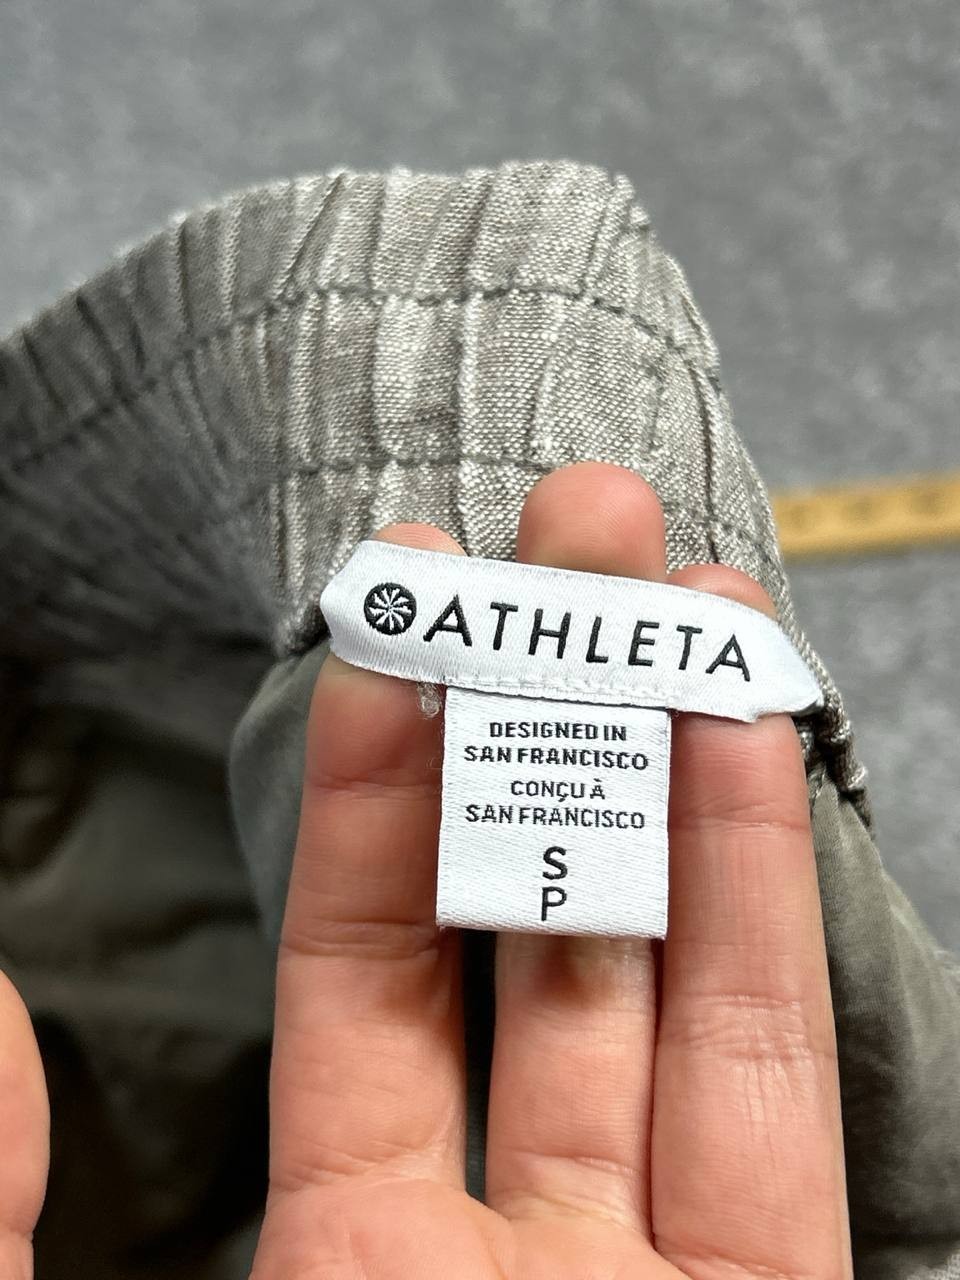 ATHLETA
DESIGNED IN
SAN FRANCISCO
CONÇU À
SAN FRANCISCO
S
P